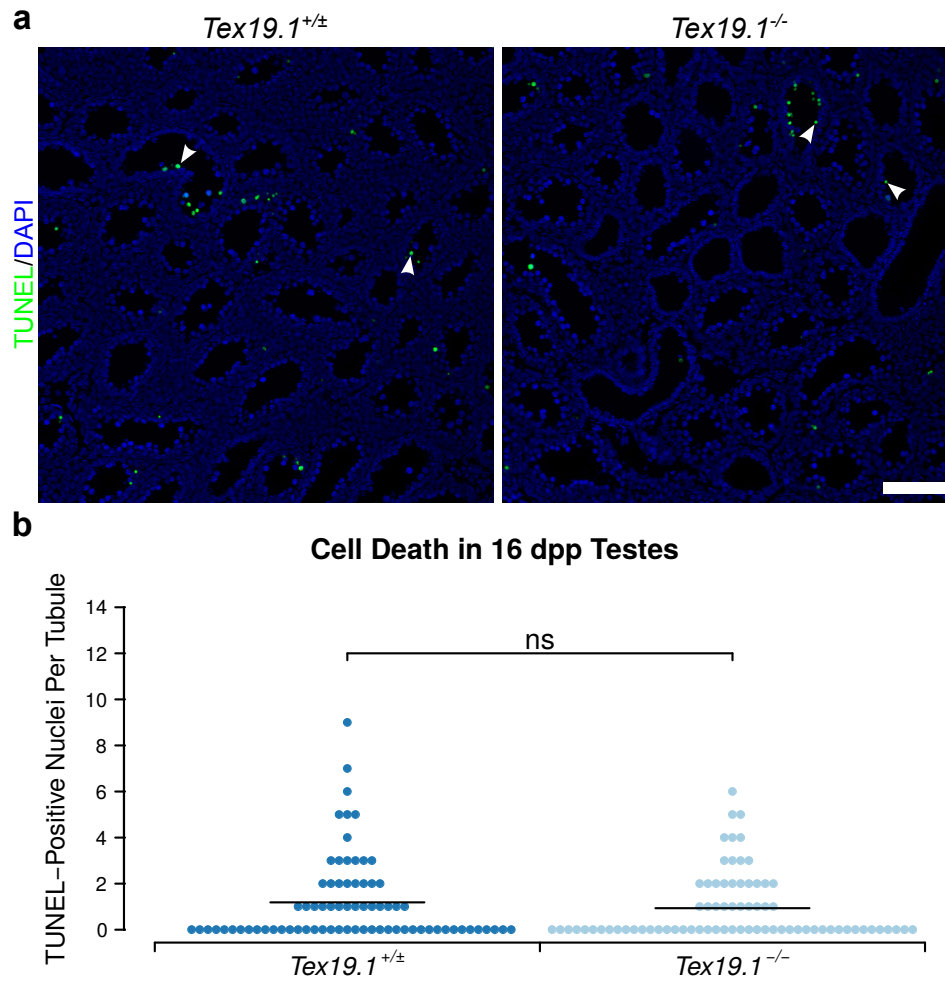 a
Tex19.1+/± Tex19.1-/-
TUNEL/DAPI
b
Cell Death in 16 dpp Testes
TUNEL−Positive Nuclei Per Tubule
14
12
10
8
6
4
2
0
ns
Tex19.1+/± Tex19.1−/−